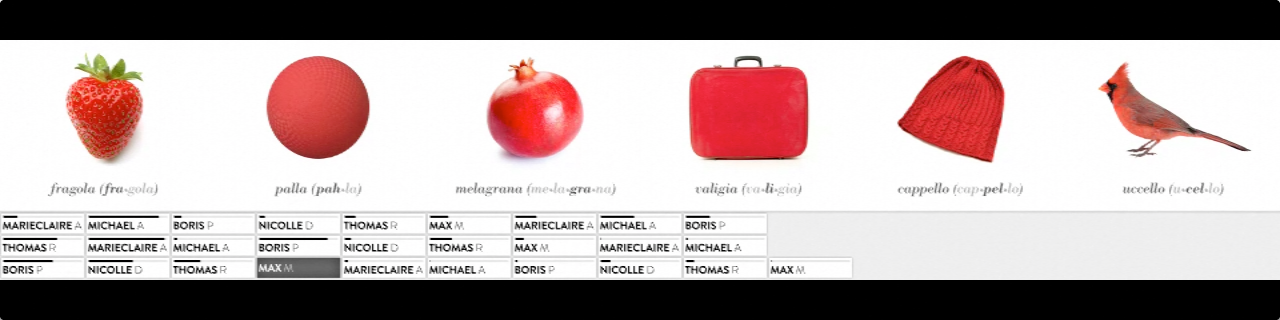 fragola (fra·gola) palla (pah·la) melagrana (me·la·gra·na) valigia (va·li·gia) cappello (cap·pel·lo) uccello (u·cel·lo)
MARIECLAIRE A MICHAEL A BORIS P NICOLLE D THOMAS R MAX M MARIECLAIRE A MICHAEL A BORIS P
THOMAS R MARIECLAIRE A MICHAEL A BORIS P NICOLLE D THOMAS R MAX M MARIECLAIRE A MICHAEL A
BORIS P NICOLLE D THOMAS R MAX M MARIECLAIRE A MICHAEL A BORIS P NICOLLE D THOMAS R MAX M